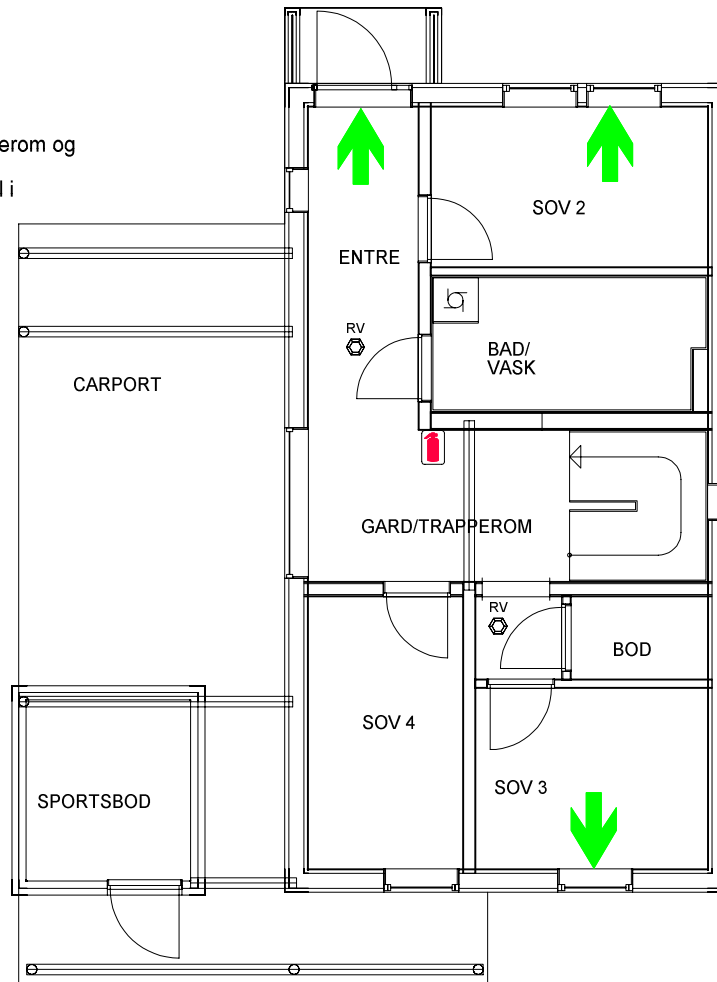 erom og
l i
SOV 2
ENTRE
RV
BAD/
VASK
CARPORT
GARD/TRAPPEROM
RV
BOD
SOV 4
SOV 3
SPORTSBOD